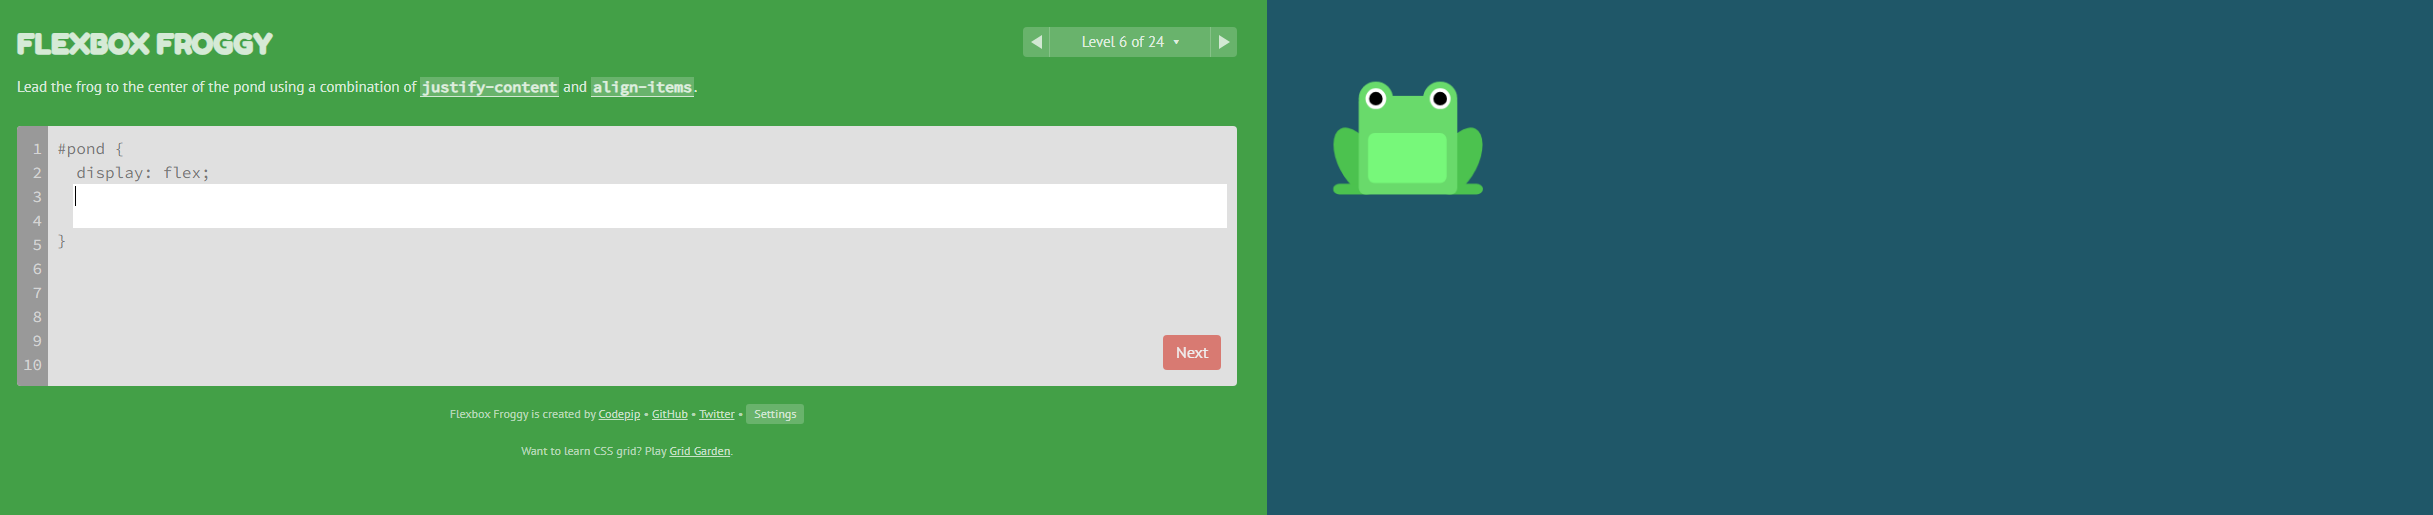 FLEXBOX FROGGY
Level 6 of 24
Lead the frog to the center of the pond using a combination of justify-content and align-items.
1 #pond {
2 display: flex;
3
4
5 }
6
7
8
9
10
Next
Flexbox Froggy is created by Codepip • GitHub • Twitter • Settings
Want to learn CSS grid? Play Grid Garden.